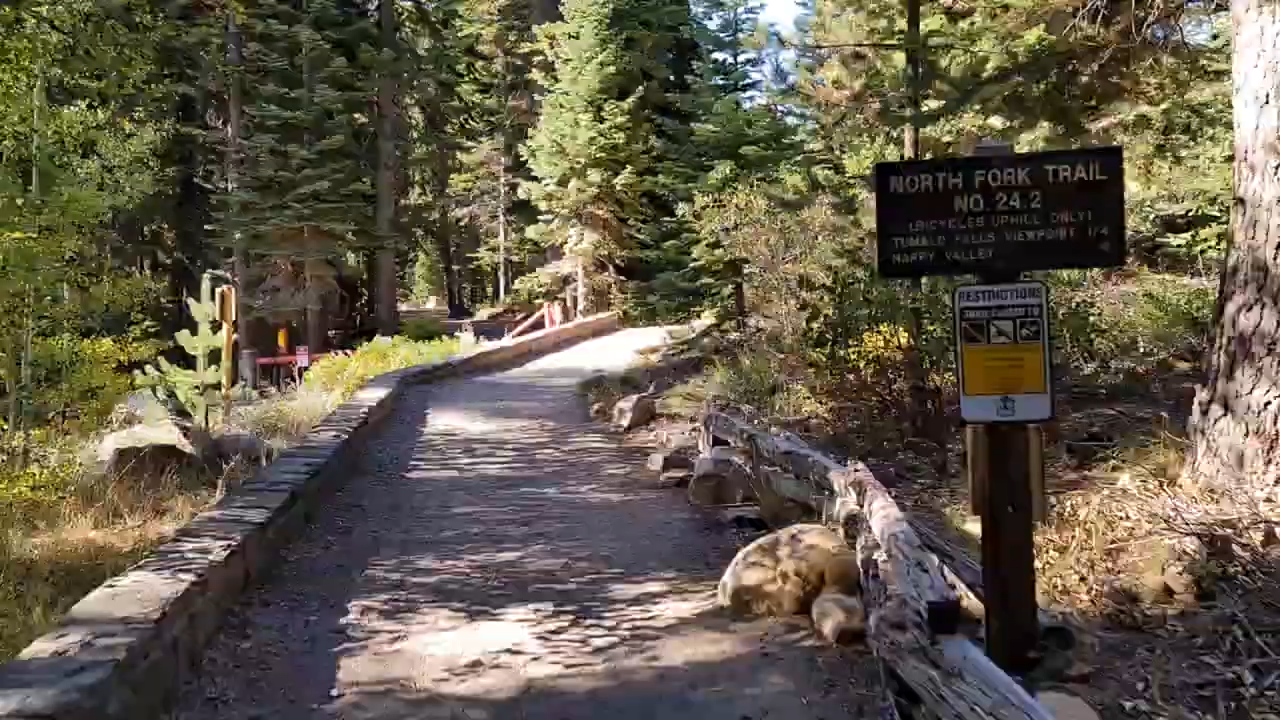 NORTH FORK TRAIL
NO. 24.2
(BICYCLES UPHILL ONLY)
TUMALO FALLS VIEWPOINT 1/4
HAPPY VALLEY
RESTRICTIONS